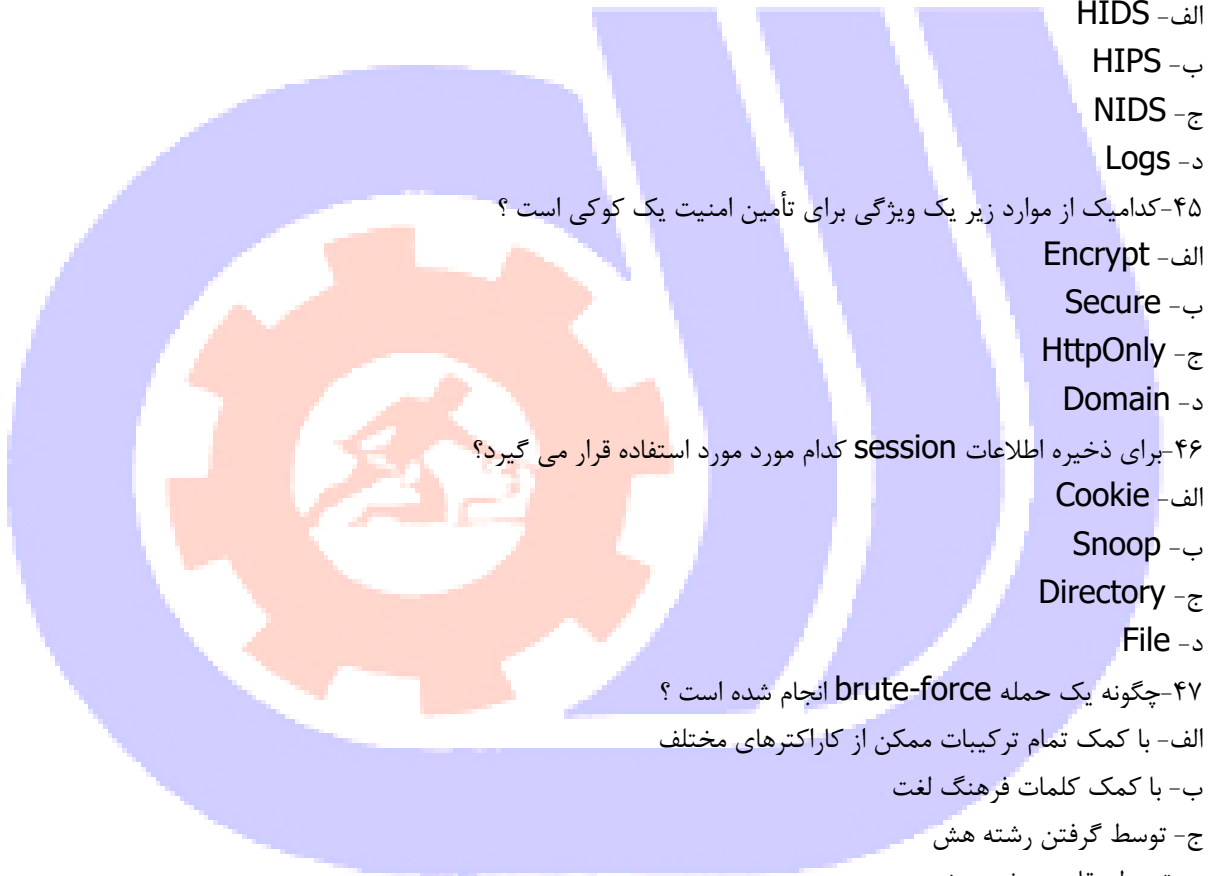 الف- HIDS
ب- HIPS
ج- NIDS
د- Logs
۴۵-کدامیک از موارد زیر یک ویژگی برای تأمین امنیت یک کوکی است ؟
الف- Encrypt
ب- Secure
ج- HttpOnly
د- Domain
۴۶-برای ذخیره اطلاعات session کدام مورد مورد استفاده قرار می گیرد؟
الف- Cookie
ب- Snoop
ج- Directory
د- File
۴۷-چگونه یک حمله brute-force انجام شده است ؟
الف- با کمک تمام ترکیبات ممکن از کاراکترهای مختلف
ب- با کمک کلمات فرهنگ لغت
ج- توسط گرفتن رشته هش